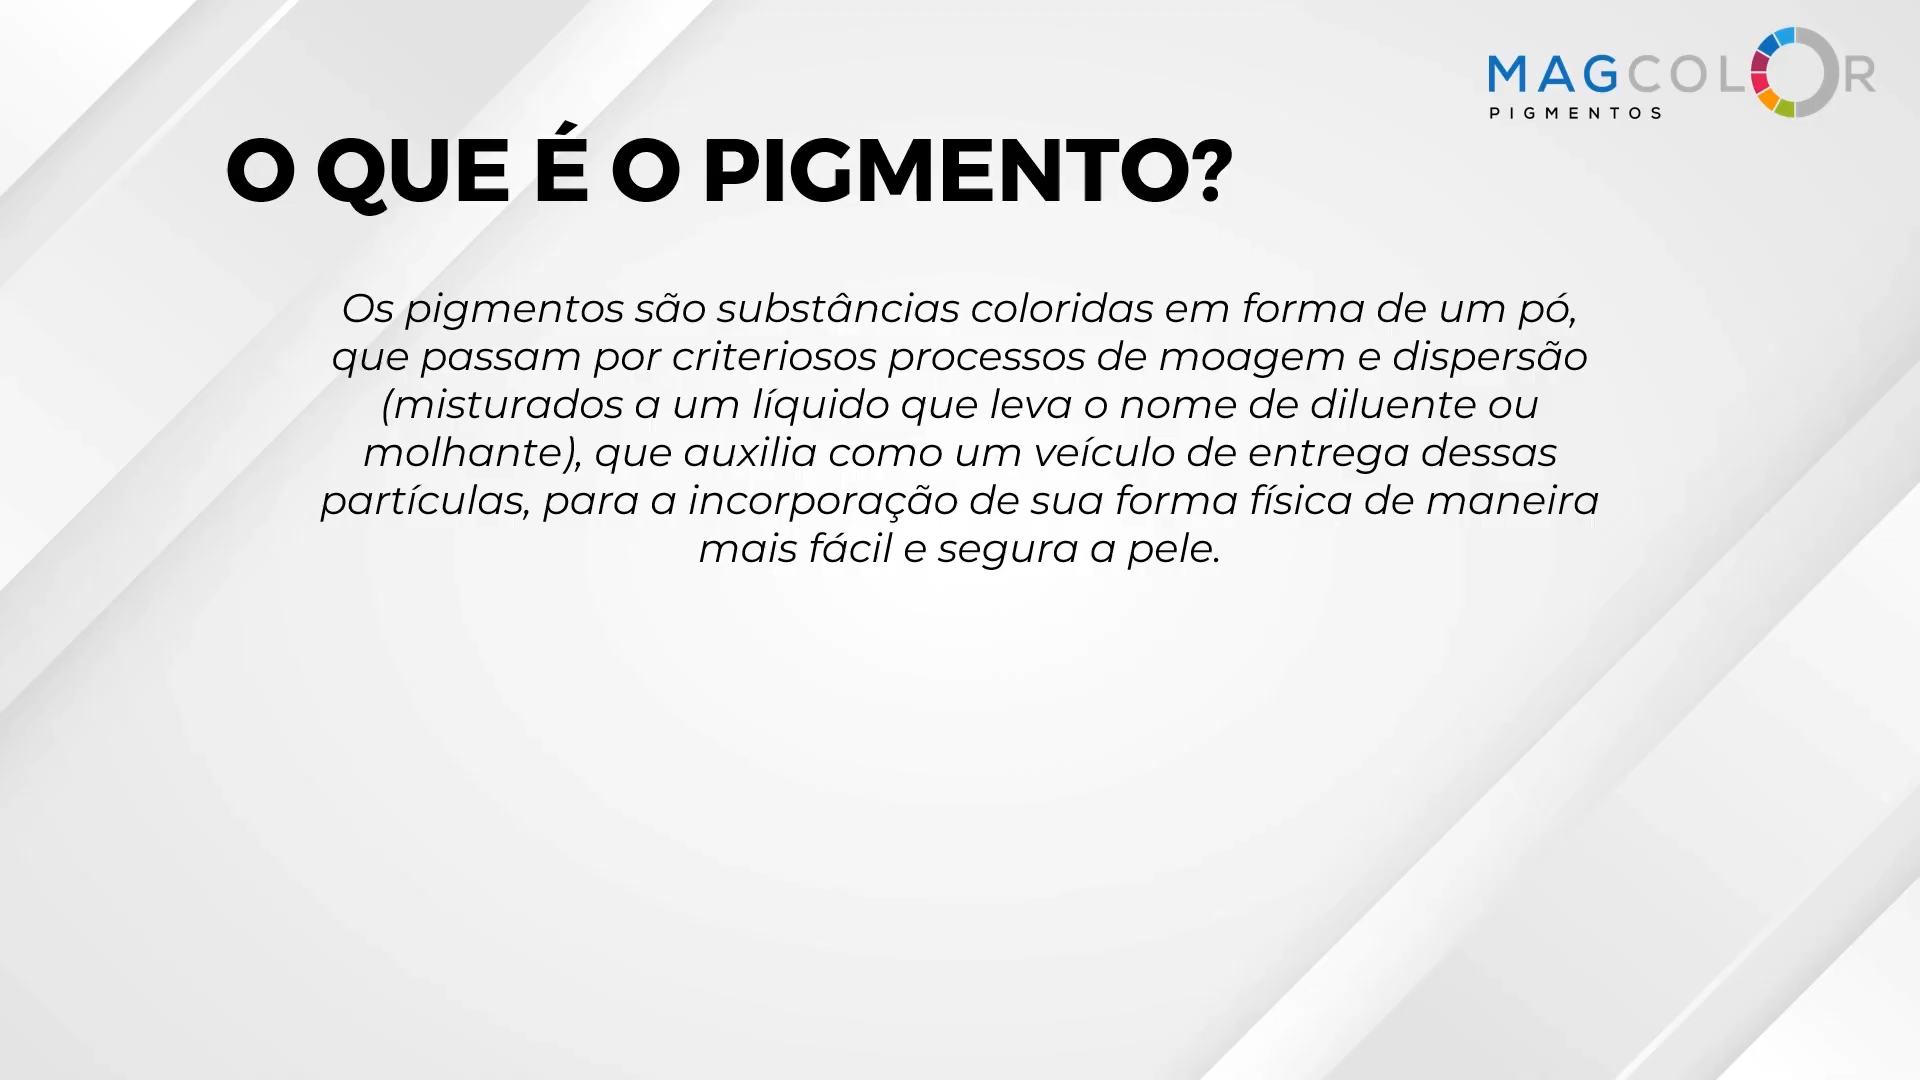 MAGCOLOR
PIGMENTOS
O QUE É O PIGMENTO?
Os pigmentos são substâncias coloridas em forma de um pó,
que passam por criteriosos processos de moagem e dispersão
(misturados a um líquido que leva o nome de diluente ou
molhante), que auxilia como um veículo de entrega dessas
partículas, para a incorporação de sua forma física de maneira
mais fácil e segura a pele.